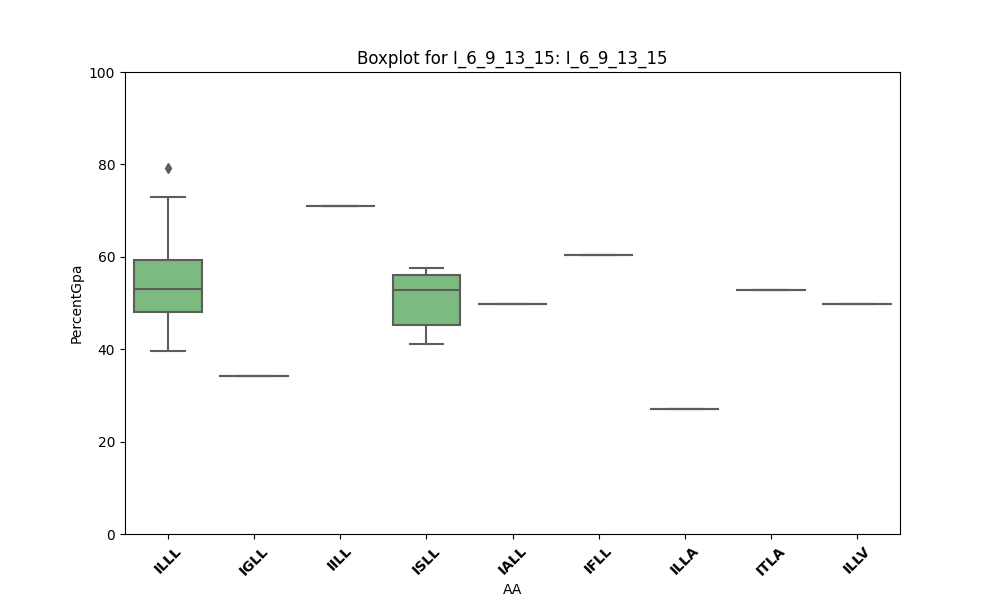 Boxplot for I_6_9_13_15: I_6_9_13_15
100
80
60
40
20
0
PercentGpa
ILLL
IGLL
IILL
ISLL
IALL
IFLL
ILLA
ITLA
ILLV
AA